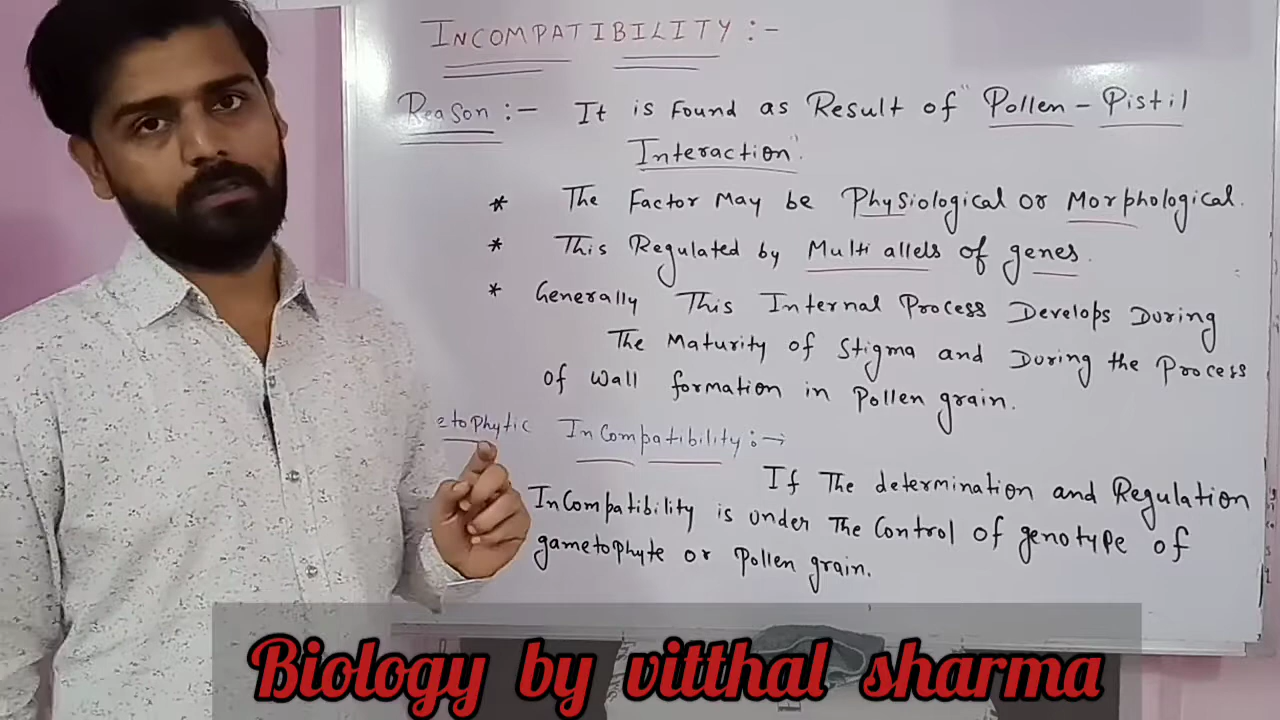 INCOMPATIBILITY :-
Reason :- It is Found as Result of "Pollen - Pistil
Interaction".
* The Factor May be Physiological or Morphological.
* This Regulated by Multi allels of genes.
* Generally This Internal Process Develops During
The Maturity of Stigma and During the Process
of Wall formation in Pollen grain.
etophytic InCompatibility :→
If The determination and Regulation
InCompatibility is under The Control of genotype of
gametophyte or Pollen grain.
Biology by vitthal sharma